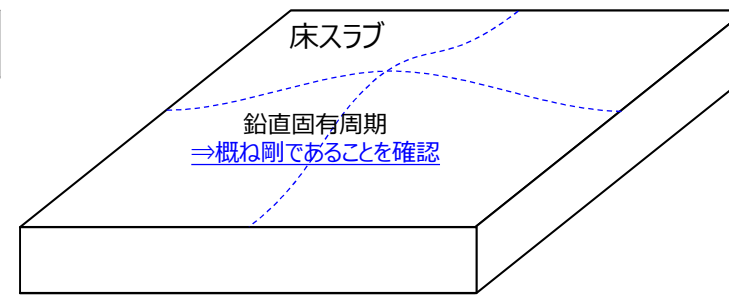 床スラブ
鉛直固有周期
⇒概ね剛であることを確認